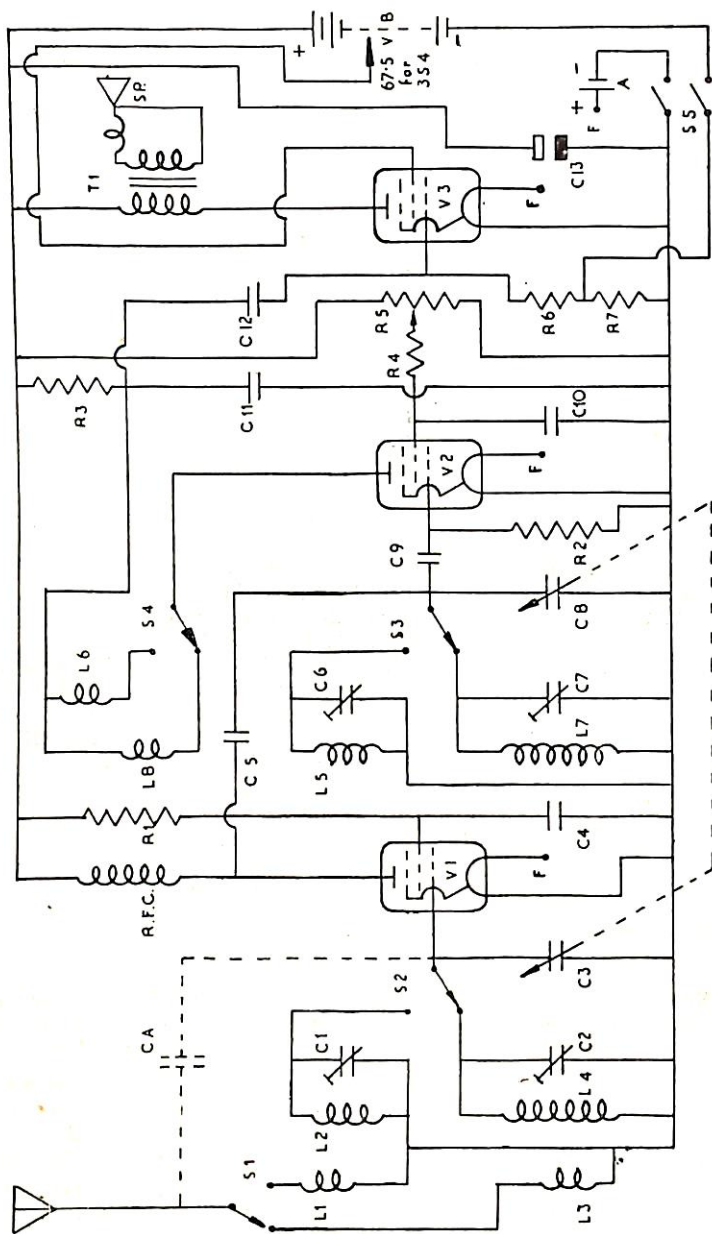 B
+
67·5 V
for
3S4
SP.
T1
C12
R3
L6
S4
L8
R1
R.F.C.
CA
S1
L1
C11
R5
R4
V3
F
C13
+ A -
F
S5
R6
R7
V2
F
C10
C9
R2
C5
S3
C6
L5
C8
C7
L7
V1
F
C4
S2
C1
L2
C3
C2
L4
L3